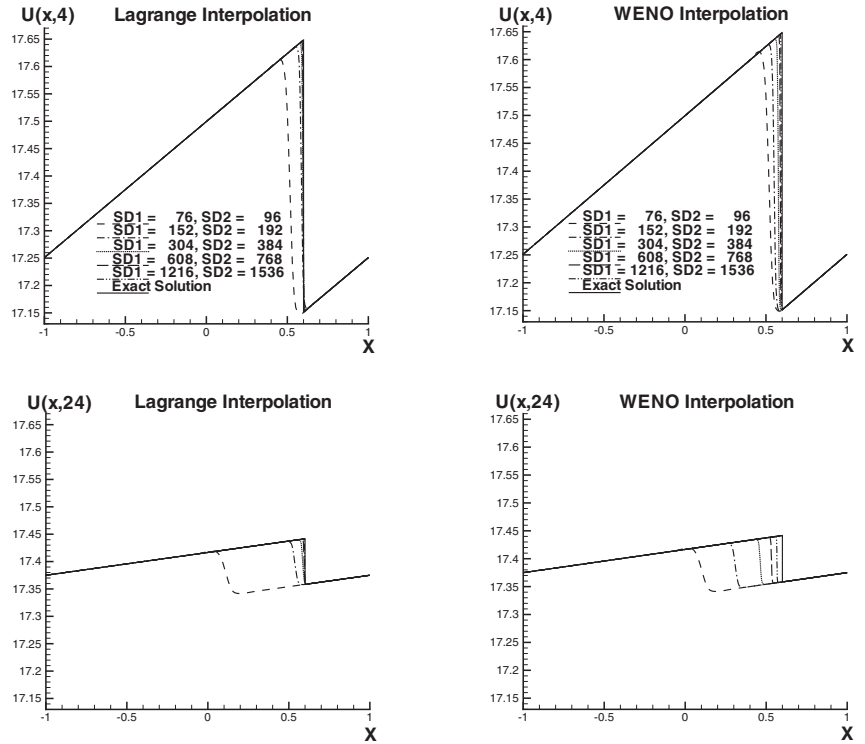 U(x,4) Lagrange Interpolation
17.65
17.6
17.55
17.5
17.45
17.4
17.35
17.3
17.25
17.2
17.15
SD1 = 76, SD2 = 96
SD1 = 152, SD2 = 192
SD1 = 304, SD2 = 384
SD1 = 608, SD2 = 768
SD1 = 1216, SD2 = 1536
Exact Solution
-1 -0.5 0 0.5 1
X
U(x,4) WENO Interpolation
17.65
17.6
17.55
17.5
17.45
17.4
17.35
17.3
17.25
17.2
17.15
SD1 = 76, SD2 = 96
SD1 = 152, SD2 = 192
SD1 = 304, SD2 = 384
SD1 = 608, SD2 = 768
SD1 = 1216, SD2 = 1536
Exact Solution
-1 -0.5 0 0.5 1
X
U(x,24) Lagrange Interpolation
17.65
17.6
17.55
17.5
17.45
17.4
17.35
17.3
17.25
17.2
17.15
-1 -0.5 0 0.5 1
X
U(x,24) WENO Interpolation
17.65
17.6
17.55
17.5
17.45
17.4
17.35
17.3
17.25
17.2
17.15
-1 -0.5 0 0.5 1
X